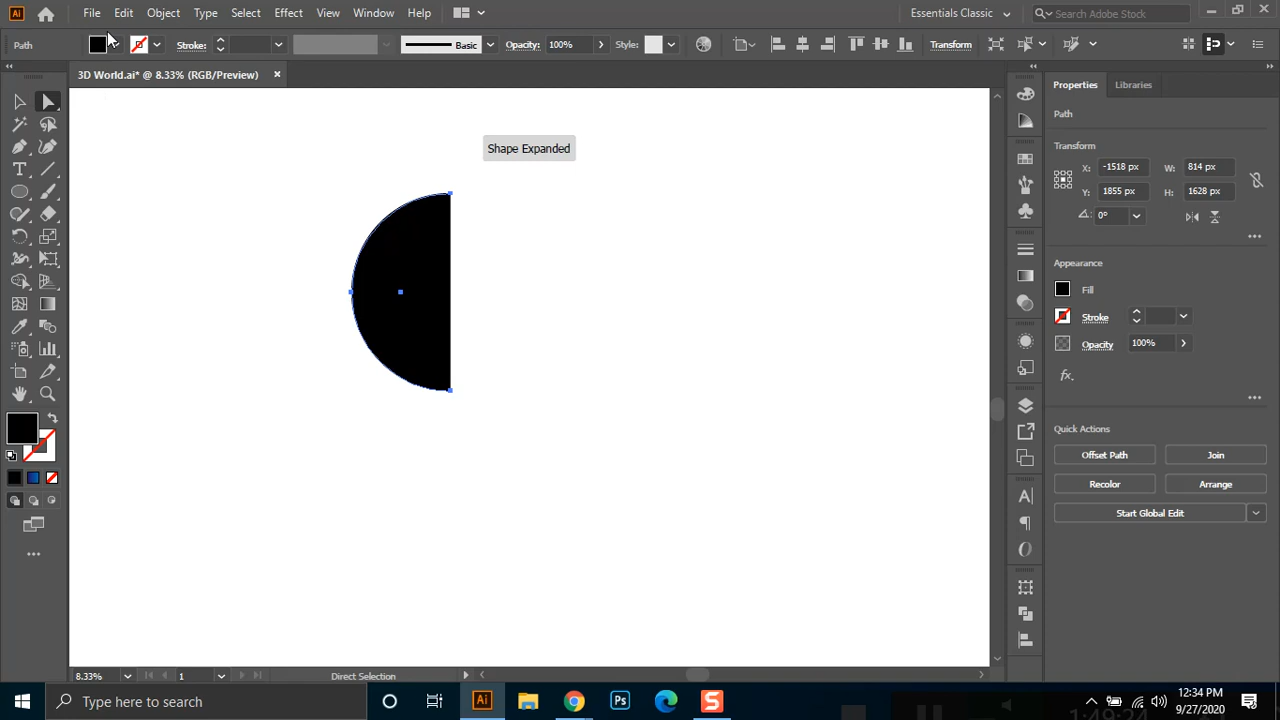 Ai File Edit Object Type Select Effect View Window Help Essentials Classic Search Adobe Stock
Path Stroke: Basic Opacity: 100% Style: Transform
3D World.ai* @ 8.33% (RGB/Preview) ×
Shape Expanded
Properties Libraries
Path
Transform
X: -1518 px W: 814 px
Y: 1855 px H: 1628 px
0°
Appearance
Fill
Stroke
Opacity 100%
fx.
Quick Actions
Offset Path Join
Recolor Arrange
Start Global Edit
8.33% 1 Direct Selection
Type here to search Ai Ps S 12:34 PM
9/27/2020